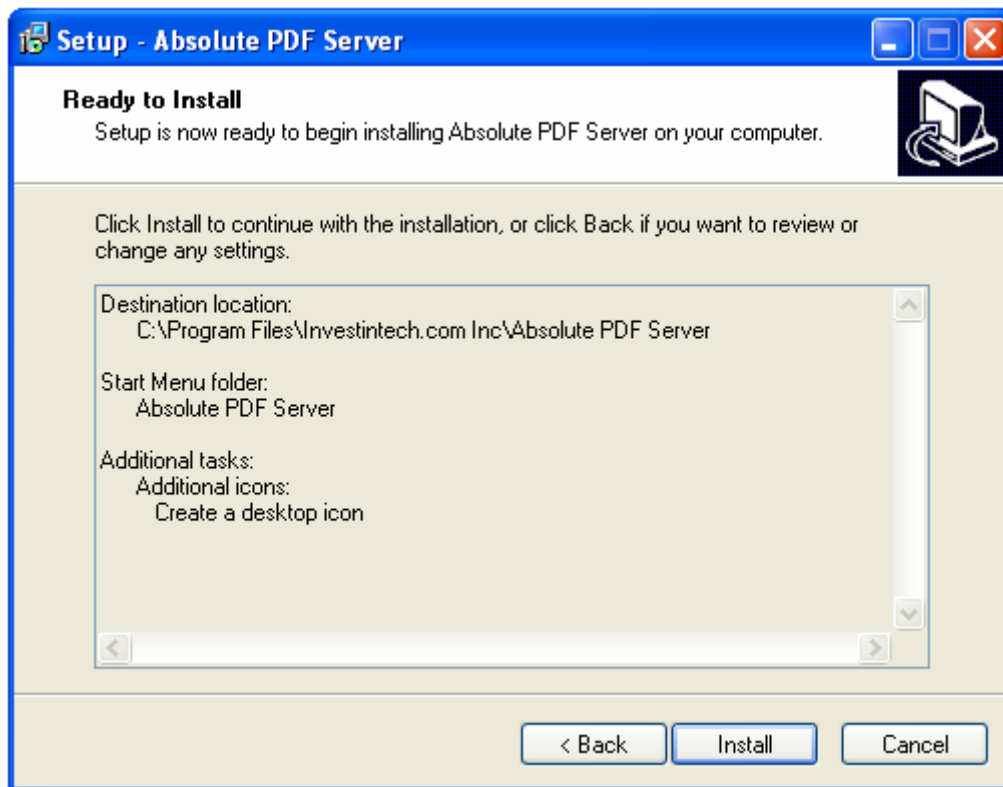 Setup - Absolute PDF Server
Ready to Install
Setup is now ready to begin installing Absolute PDF Server on your computer.
Click Install to continue with the installation, or click Back if you want to review or
change any settings.
Destination location:
C:\Program Files\Investintech.com Inc\Absolute PDF Server
Start Menu folder:
Absolute PDF Server
Additional tasks:
Additional icons:
Create a desktop icon
< Back Install Cancel